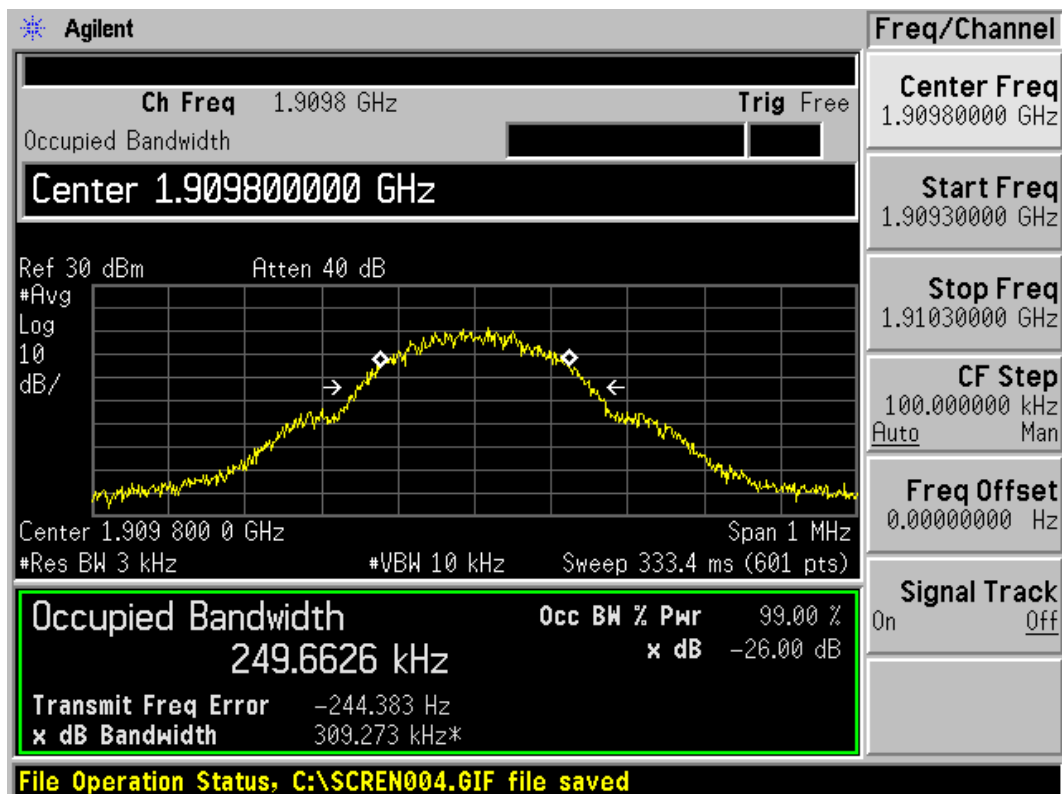 Agilent
Freq/Channel
Ch Freq 1.9098 GHz Trig Free
Occupied Bandwidth
Center 1.909800000 GHz
Ref 30 dBm Atten 40 dB
#Avg
Log
10
dB/
Center 1.909 800 0 GHz Span 1 MHz
#Res BW 3 kHz #VBW 10 kHz Sweep 333.4 ms (601 pts)
Occupied Bandwidth Occ BW % Pwr 99.00 %
249.6626 kHz x dB -26.00 dB
Transmit Freq Error -244.383 Hz
x dB Bandwidth 309.273 kHz*
File Operation Status, C:\SCREN004.GIF file saved
Center Freq
1.90980000 GHz
Start Freq
1.90930000 GHz
Stop Freq
1.91030000 GHz
CF Step
100.000000 kHz
Auto Man
Freq Offset
0.00000000 Hz
Signal Track
On Off